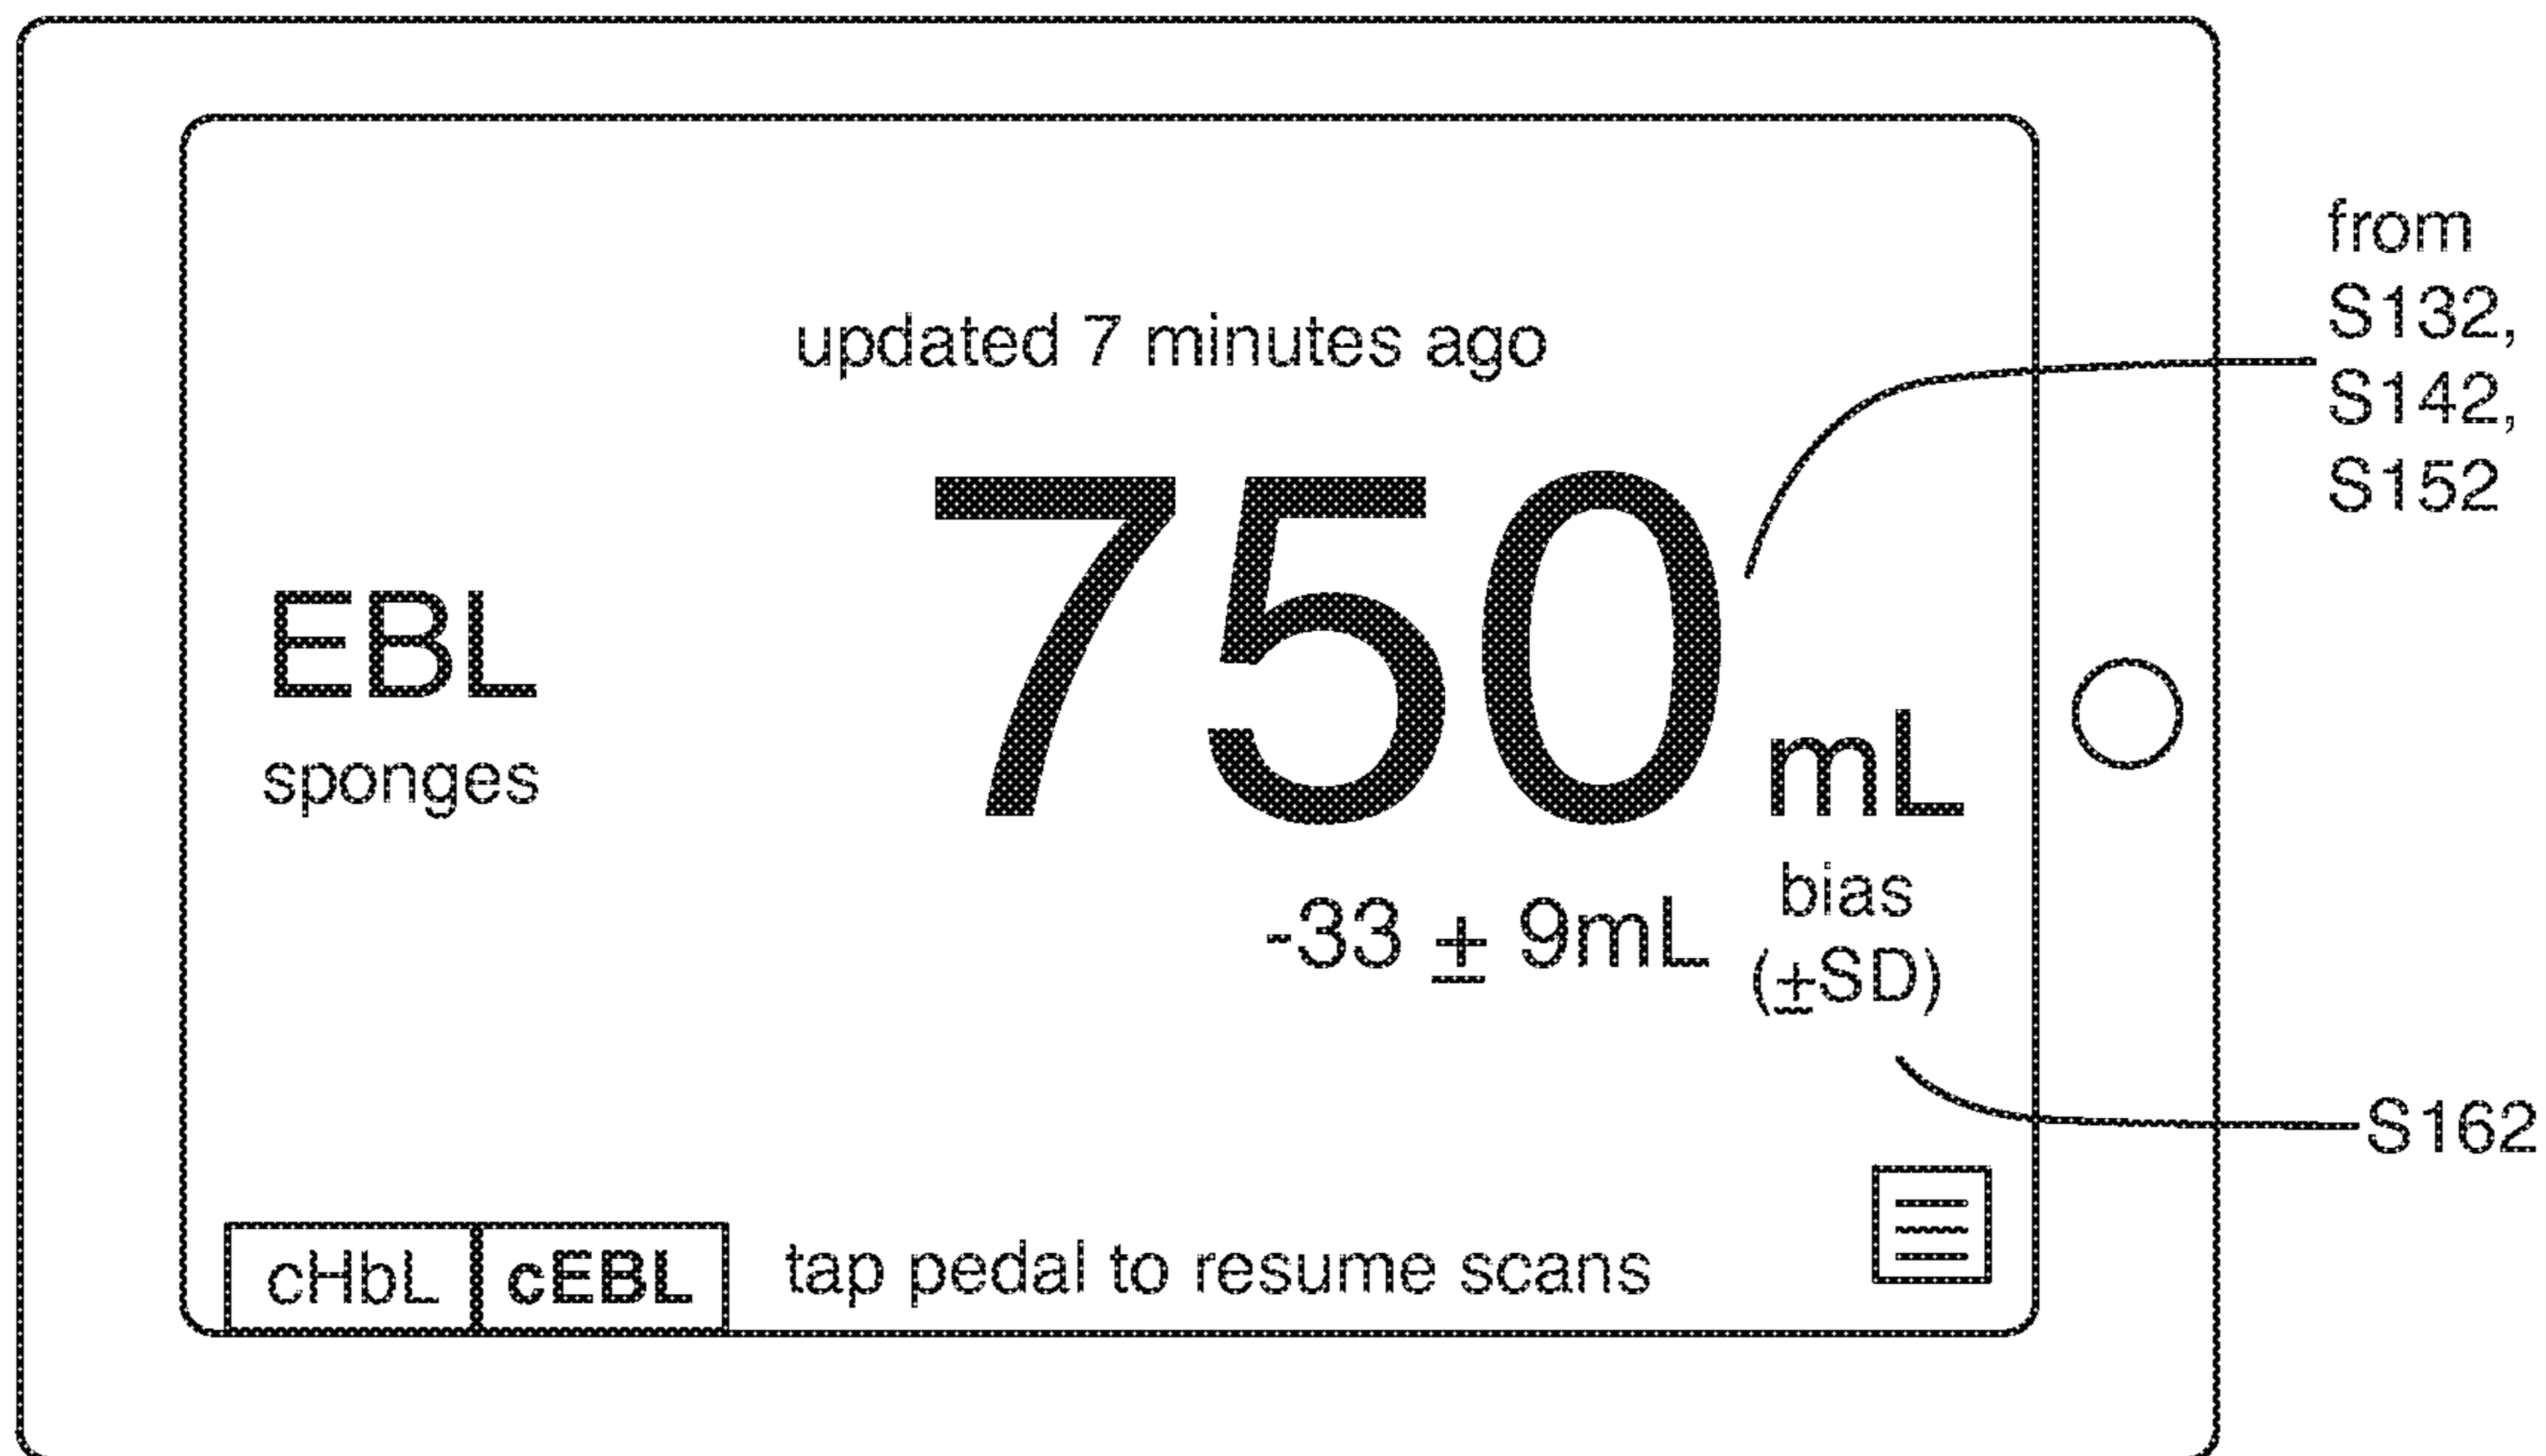 updated 7 minutes ago
EBL
sponges
750 mL
-33 ± 9mL
bias
(±SD)
cHbL
cEBL
tap pedal to resume scans
from
S132,
S142,
S152
S162